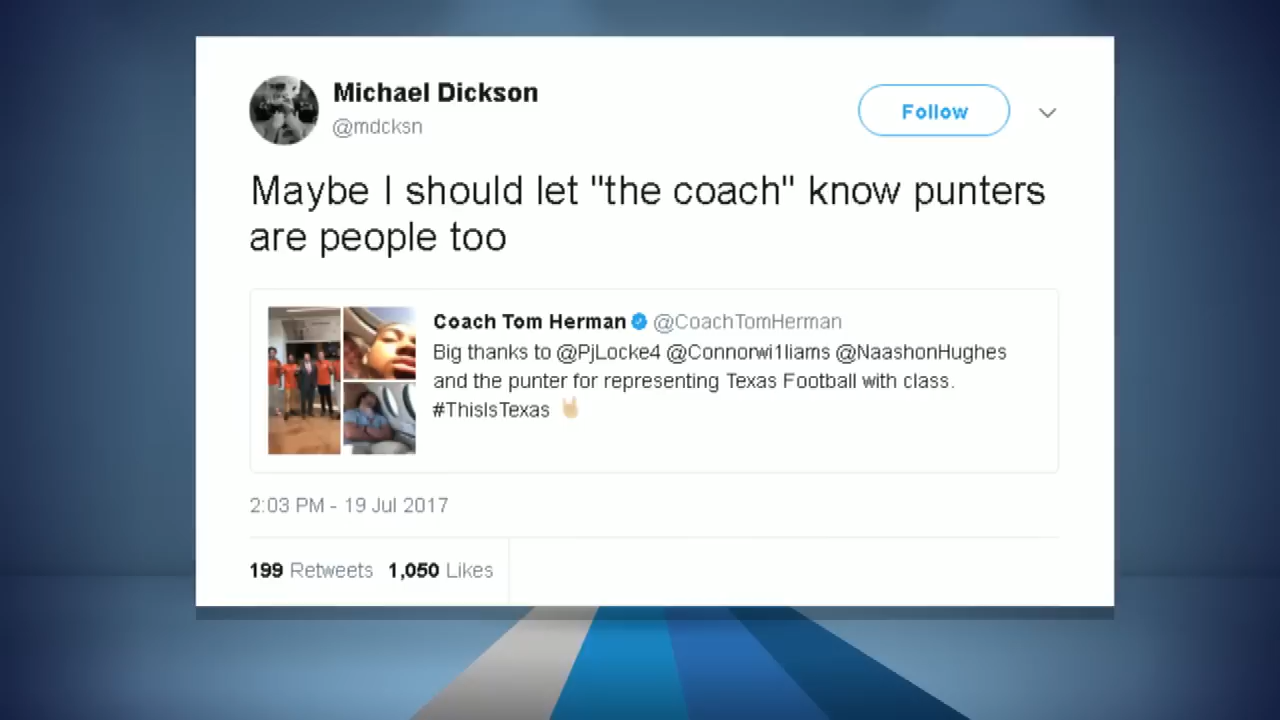 Michael Dickson
@mdcksn
Follow
Maybe I should let "the coach" know punters
are people too
Coach Tom Herman @CoachTomHerman
Big thanks to @PjLocke4 @Connorwi1liams @NaashonHughes
and the punter for representing Texas Football with class.
#ThisIsTexas 🤘🏼
2:03 PM - 19 Jul 2017
199 Retweets 1,050 Likes